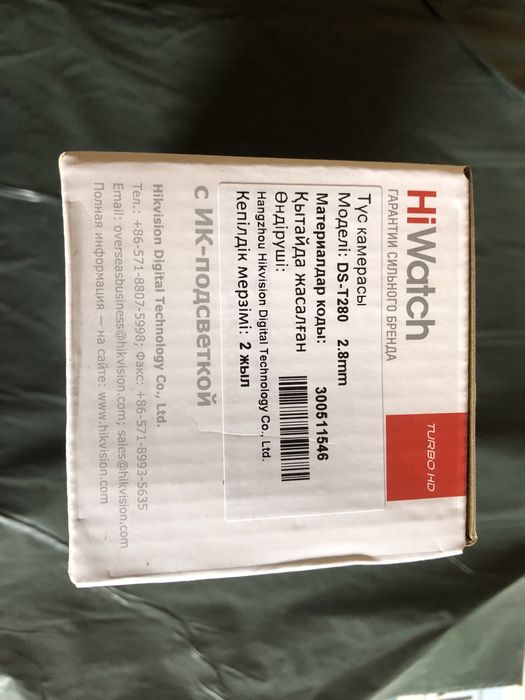 HiWatch
ГАРАНТИИ СИЛЬНОГО БРЕНДА
TURBO HD
Түс камерасы
Моделі: DS-T280 2.8mm
Материалдар коды: 300511546
Қытайда жасалған
Өндіруші:
Hangzhou Hikvision Digital Technology Co., Ltd.
Кепілдік мерзімі: 2 жыл
с ИК-подсветкой
Hikvision Digital Technology Co., Ltd.
Тел.: +86-571-8807-5998; Факс: +86-571-8993-5635
Email: overseasbusiness@hikvision.com; sales@hikvision.com
Полная информация — на сайте: www.hikvision.com